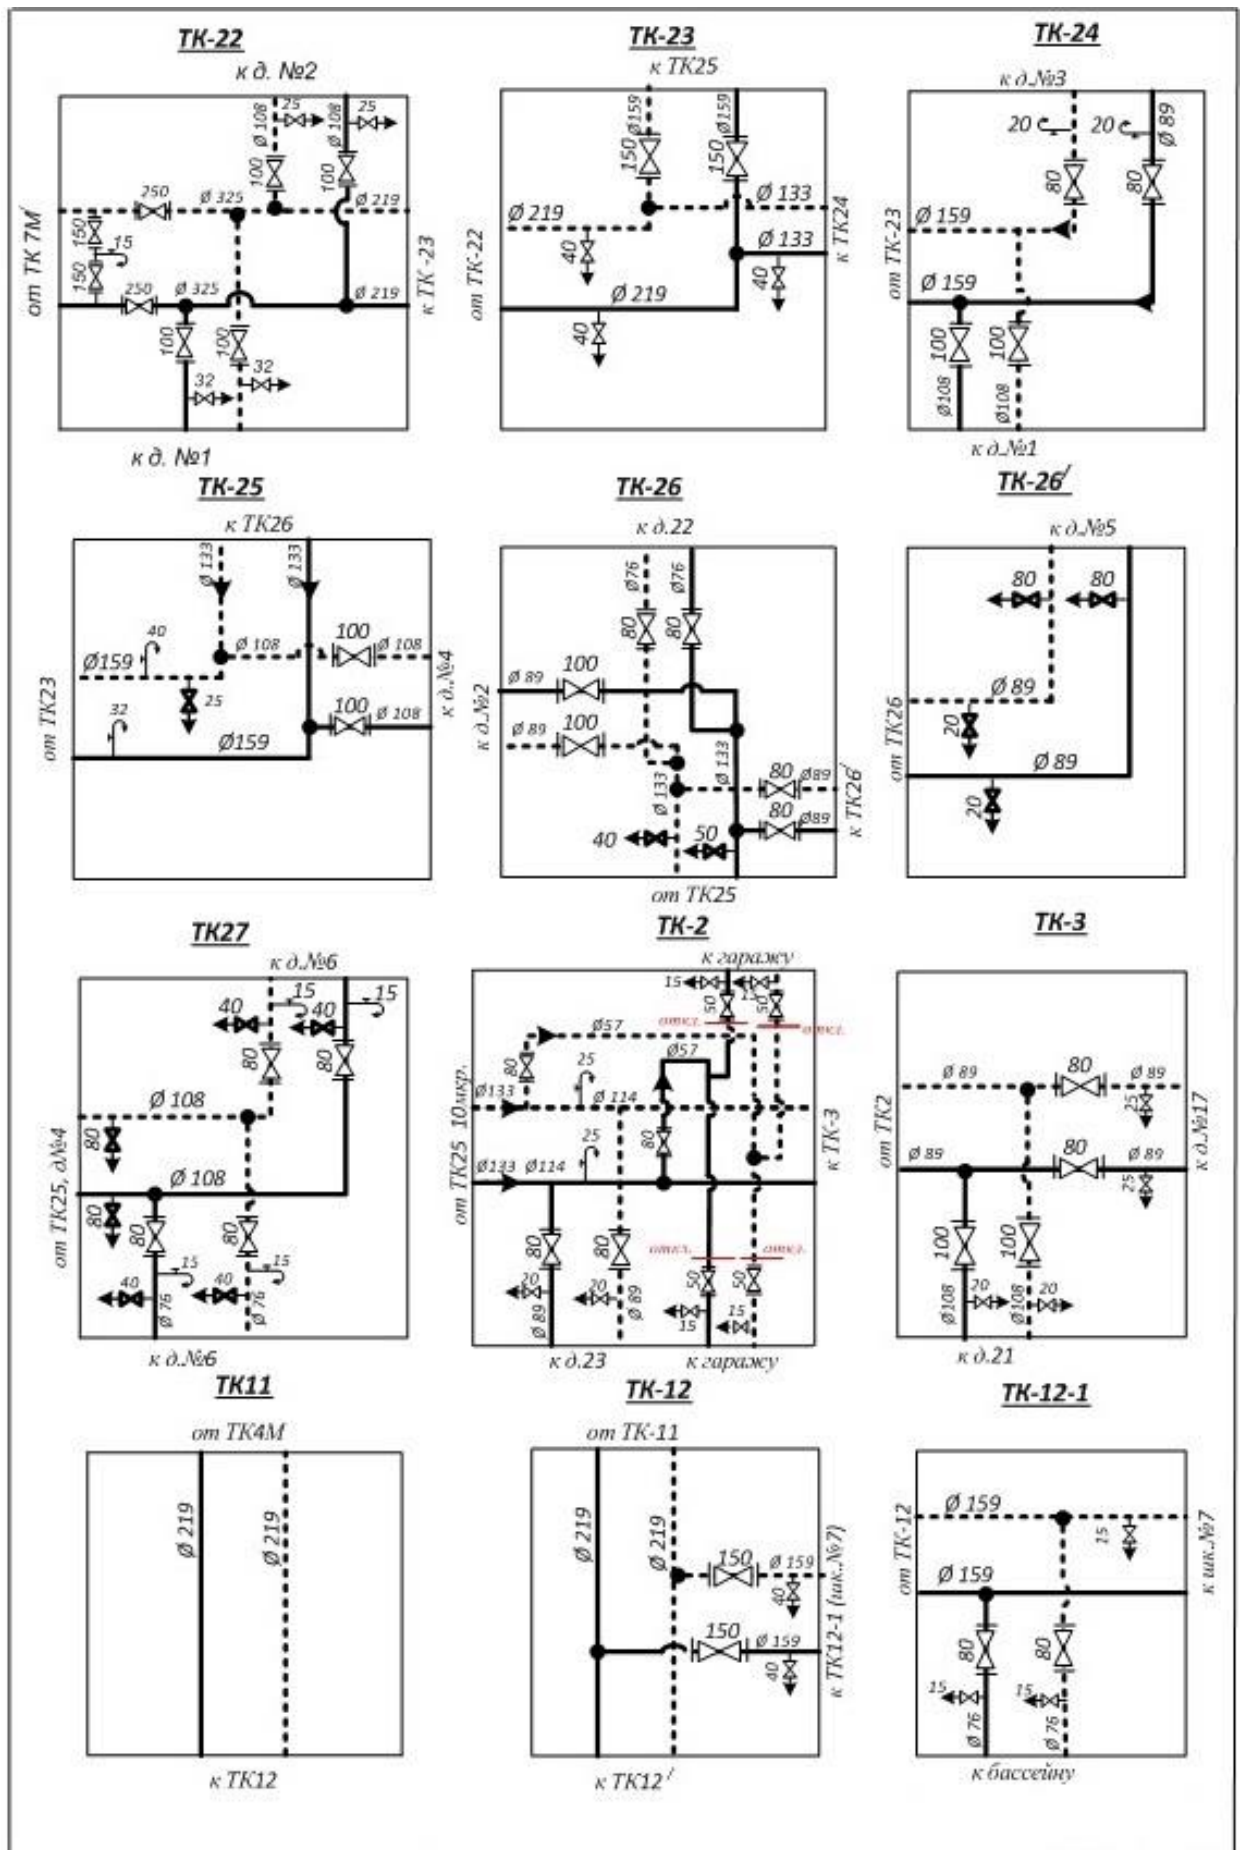 ТК-22
к д. №2
Ø 108
25
Ø 108
25
100
100
250
Ø 325
Ø 219
150
15
150
250
Ø 325
Ø 219
100
100
32
32
от ТК 7М/
к ТК -23
к д. №1
ТК-23
к ТК25
Ø159
Ø159
150
150
Ø 219
Ø 133
40
Ø 133
40
Ø 219
40
от ТК-22
к ТК24
ТК-24
к д.№3
20
20
Ø 89
80
80
Ø 159
Ø 159
100
100
Ø108
Ø108
от ТК-23
к д.№1
ТК-25
к ТК26
Ø 133
Ø 133
40
100
Ø 108
Ø 108
Ø159
25
32
100
Ø 108
Ø159
от ТК23
к д.№4
ТК-26
к д.22
Ø76
Ø76
80
80
Ø 89
100
Ø 89
100
Ø 133
Ø 133
80
Ø89
80
Ø89
40
50
к д.№2
к ТК26/
от ТК25
ТК-26/
к д.№5
80
80
Ø 89
20
Ø 89
20
от ТК26
ТК27
к д.№6
15
15
40
40
80
80
Ø 108
80
Ø 108
80
80
80
15
15
40
40
Ø 76
Ø 76
от ТК25, д№4
к д.№6
ТК-2
к гаражу
15
15
50
50
откл.
откл.
Ø57
80
25
Ø57
Ø133
Ø 114
25
80
Ø133
Ø114
80
80
откл.
откл.
20
20
50
50
Ø 89
Ø 89
15
15
от ТК25 10мкр.
к ТК-3
к д.23
к гаражу
ТК-3
Ø 89
80
Ø 89
25
Ø 89
80
Ø 89
25
100
100
20
20
Ø108
Ø108
от ТК2
к д.№17
к д.21
ТК11
от ТК4М
Ø 219
Ø 219
к ТК12
ТК-12
от ТК-11
Ø 219
Ø 219
150
Ø 159
40
150
Ø 159
40
к ТК12-1 (шк.№7)
к ТК12/
ТК-12-1
Ø 159
15
Ø 159
80
80
15
15
Ø 76
Ø 76
от ТК-12
к шк.№7
к бассейну